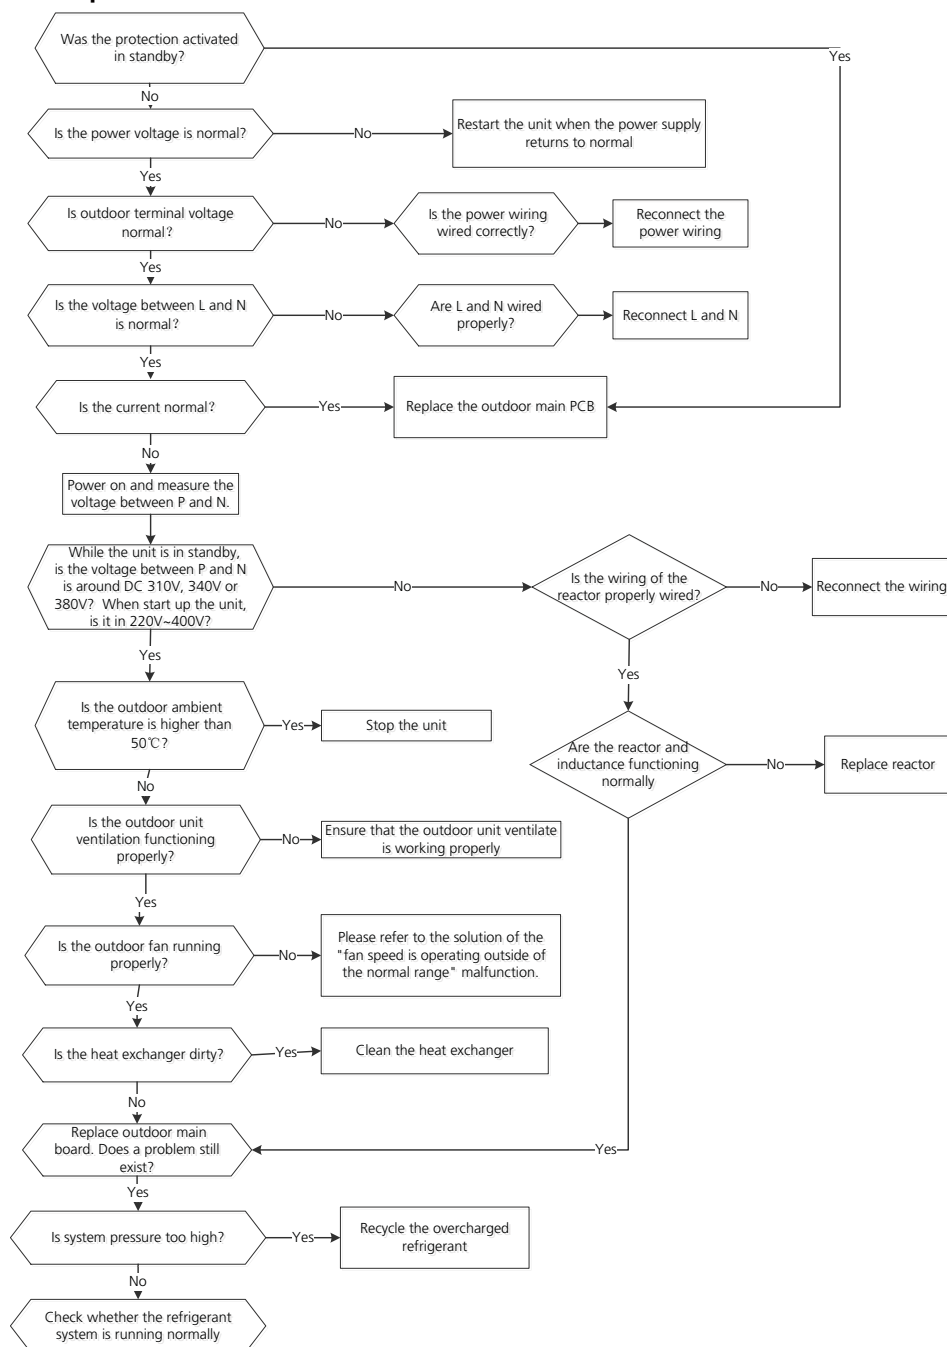 Was the protection activated
in standby?
Yes
No
Is the power voltage is normal?
No
Restart the unit when the power supply
returns to normal
Yes
Is outdoor terminal voltage
normal?
No
Is the power wiring
wired correctly?
Reconnect the
power wiring
Yes
Is the voltage between L and N
is normal?
No
Are L and N wired
properly?
Reconnect L and N
Yes
Is the current normal?
Yes
Replace the outdoor main PCB
No
Power on and measure the
voltage between P and N.
While the unit is in standby,
is the voltage between P and N
is around DC 310V, 340V or
380V? When start up the unit,
is it in 220V~400V?
No
Is the wiring of the
reactor properly wired?
No
Reconnect the wiring
Yes
Yes
Is the outdoor ambient
temperature is higher than
50℃?
Yes
Stop the unit
Are the reactor and
inductance functioning
normally
No
Replace reactor
No
Is the outdoor unit
ventilation functioning
properly?
No
Ensure that the outdoor unit ventilate
is working properly
Yes
Is the outdoor fan running
properly?
No
Please refer to the solution of the
"fan speed is operating outside of
the normal range" malfunction.
Yes
Is the heat exchanger dirty?
Yes
Clean the heat exchanger
No
Replace outdoor main
board. Does a problem still
exist?
Yes
Yes
Is system pressure too high?
Yes
Recycle the overcharged
refrigerant
No
Check whether the refrigerant
system is running normally